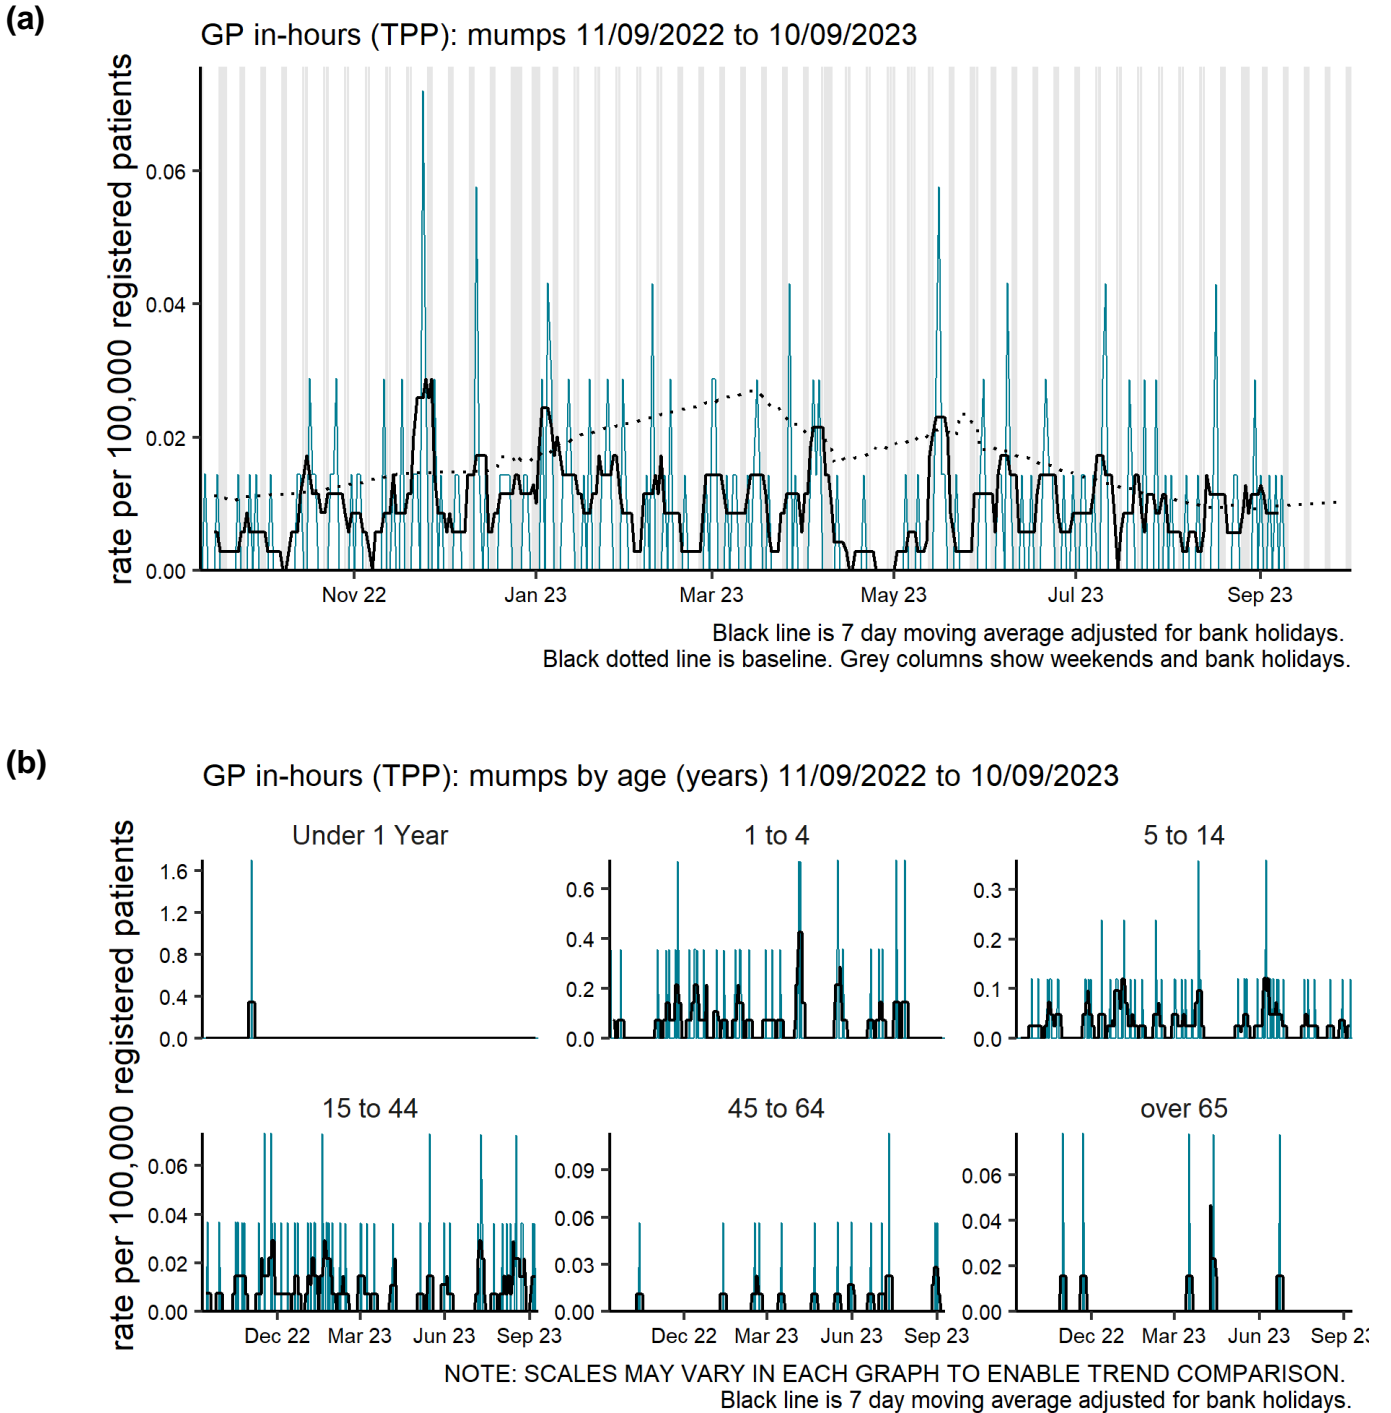 (a)
GP in-hours (TPP): mumps 11/09/2022 to 10/09/2023
rate per 100,000 registered patients
0.06
0.04
0.02
0.00
Nov 22 Jan 23 Mar 23 May 23 Jul 23 Sep 23
Black line is 7 day moving average adjusted for bank holidays.
Black dotted line is baseline. Grey columns show weekends and bank holidays.
(b)
GP in-hours (TPP): mumps by age (years) 11/09/2022 to 10/09/2023
rate per 100,000 registered patients
Under 1 Year
1.6
1.2
0.8
0.4
0.0
1 to 4
0.6
0.4
0.2
0.0
5 to 14
0.3
0.2
0.1
0.0
15 to 44
0.06
0.04
0.02
0.00
Dec 22 Mar 23 Jun 23 Sep 23
45 to 64
0.09
0.06
0.03
0.00
Dec 22 Mar 23 Jun 23 Sep 23
over 65
0.06
0.04
0.02
0.00
Dec 22 Mar 23 Jun 23 Sep 23
NOTE: SCALES MAY VARY IN EACH GRAPH TO ENABLE TREND COMPARISON.
Black line is 7 day moving average adjusted for bank holidays.